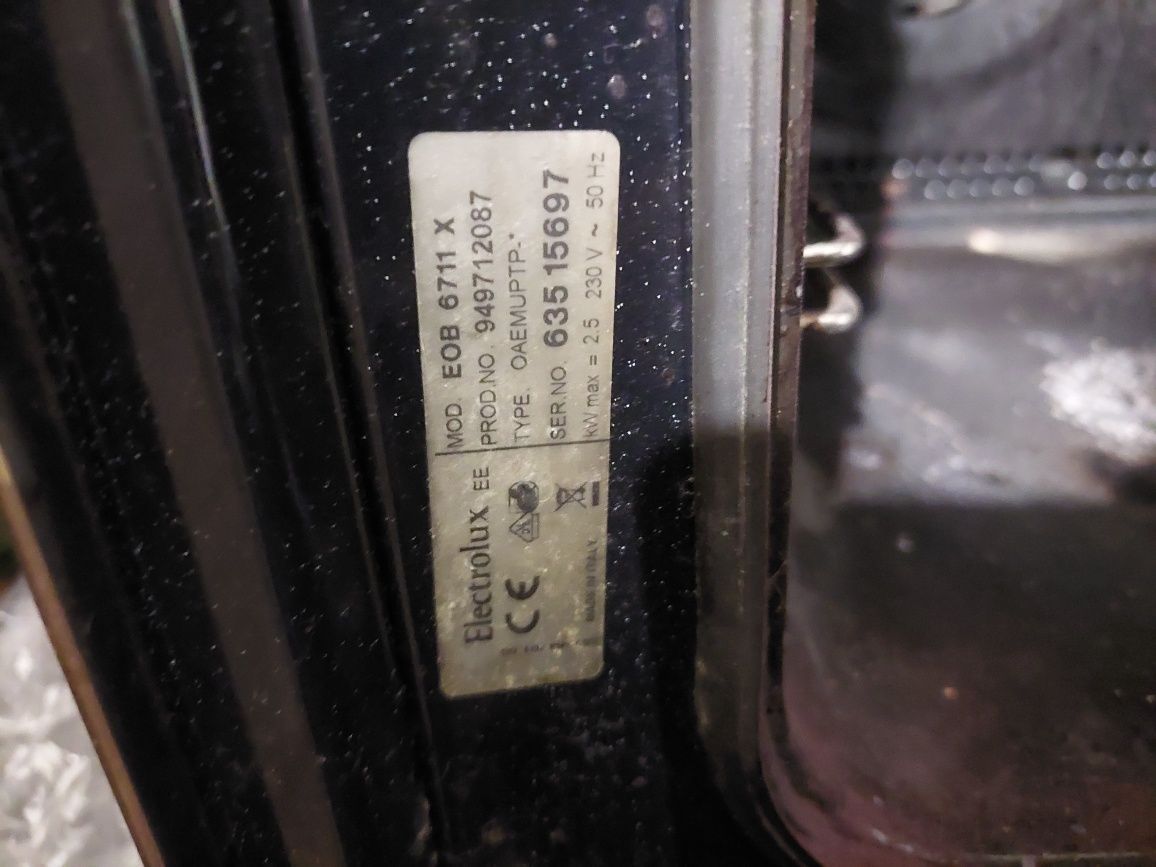 Electrolux EE
MADE IN ITALY
MOD. EOB 6711 X
PROD.NO. 949712087
TYPE. OAEMUPTP-*
SER.NO. 635 15697
kW max = 2.5 230 V ~ 50 Hz